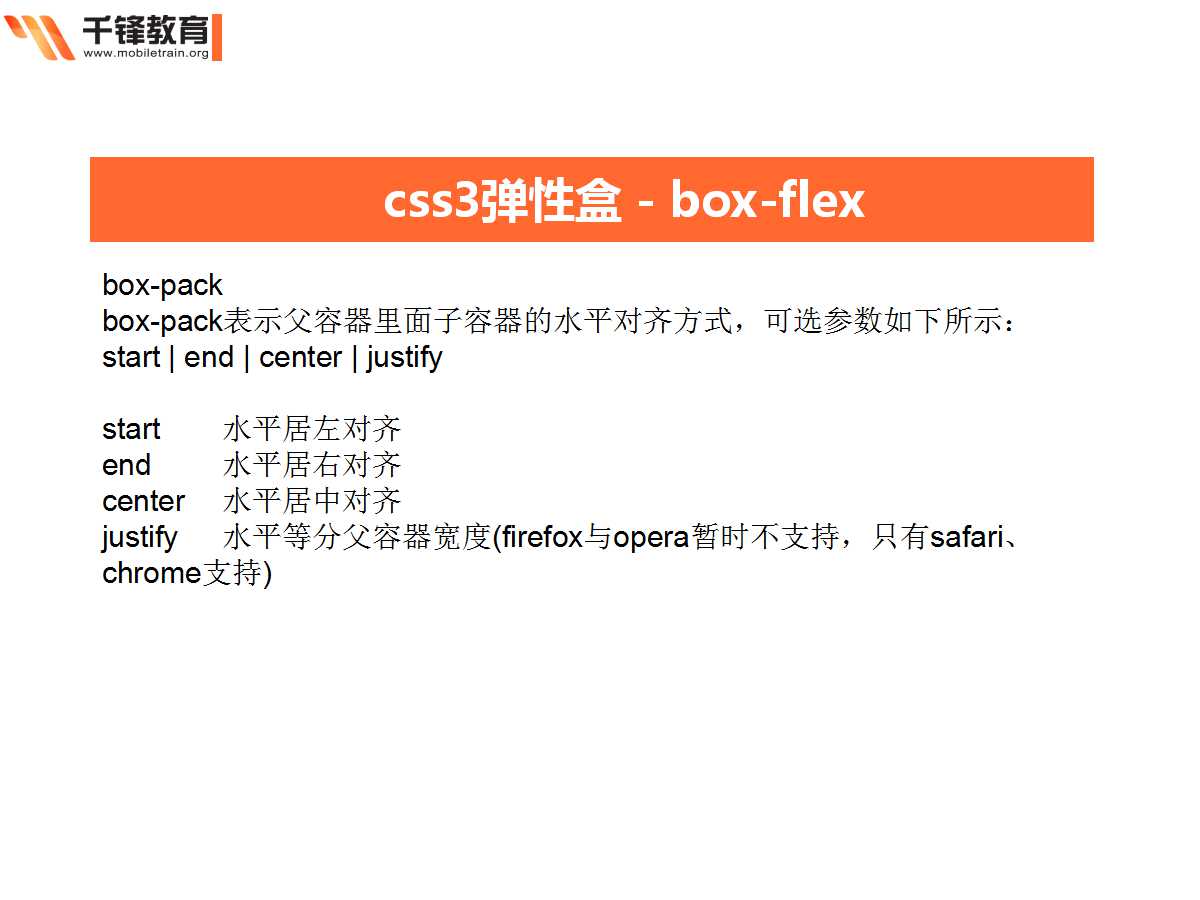 千锋教育
www.mobiletrain.org
css3弹性盒 - box-flex
box-pack
box-pack表示父容器里面子容器的水平对齐方式，可选参数如下所示：
start | end | center | justify
start 水平居左对齐
end 水平居右对齐
center 水平居中对齐
justify 水平等分父容器宽度(firefox与opera暂时不支持，只有safari、
chrome支持)